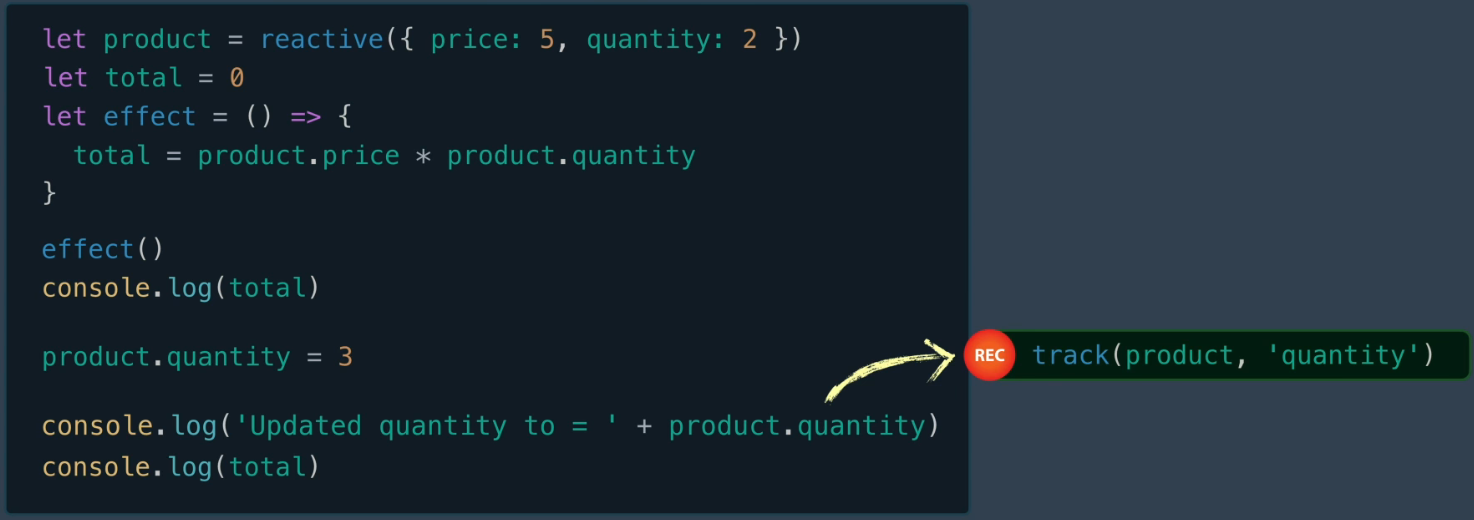 let product = reactive({ price: 5, quantity: 2 })
let total = 0
let effect = () => {
  total = product.price * product.quantity
}
effect()
console.log(total)
product.quantity = 3
REC track(product, 'quantity')
console.log('Updated quantity to = ' + product.quantity)
console.log(total)